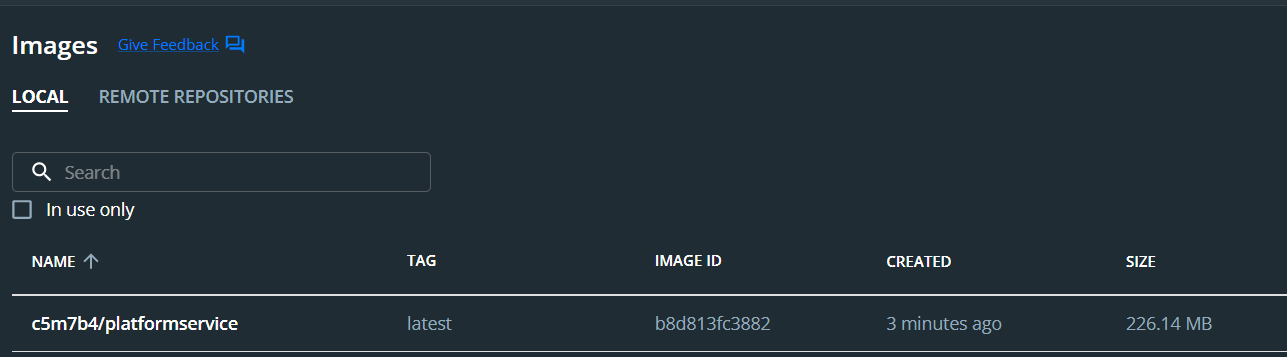 Images Give Feedback
LOCAL REMOTE REPOSITORIES
Search
In use only
NAME TAG IMAGE ID CREATED SIZE
c5m7b4/platformservice latest b8d813fc3882 3 minutes ago 226.14 MB